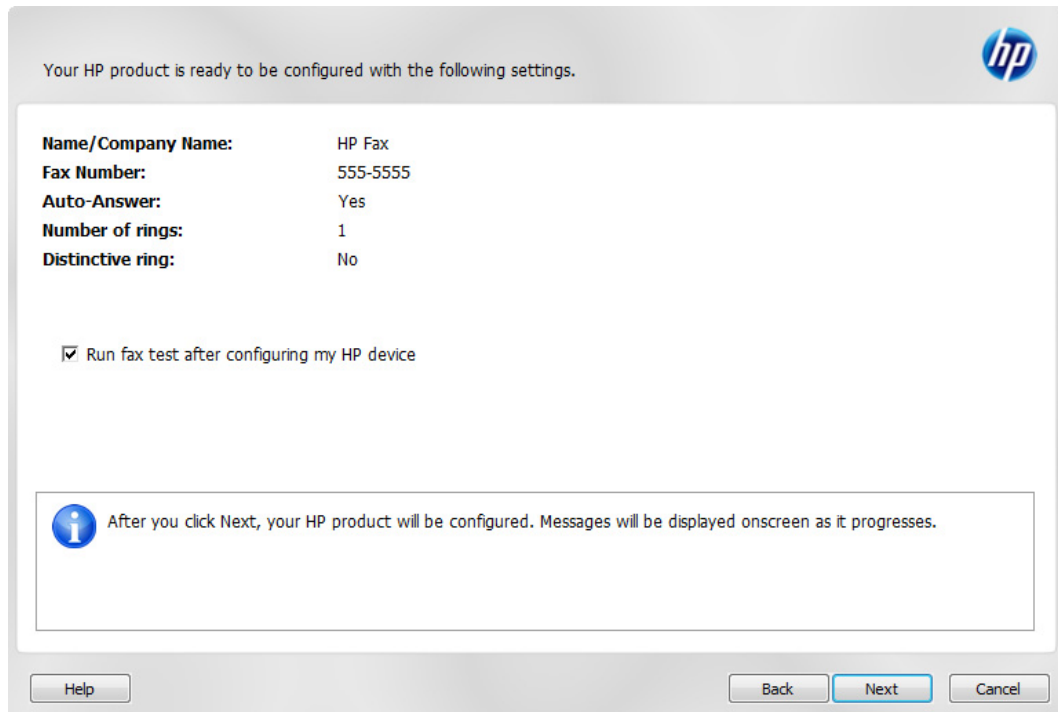 hp
Your HP product is ready to be configured with the following settings.
Name/Company Name: HP Fax
Fax Number: 555-5555
Auto-Answer: Yes
Number of rings: 1
Distinctive ring: No
Run fax test after configuring my HP device
After you click Next, your HP product will be configured. Messages will be displayed onscreen as it progresses.
Help Back Next Cancel